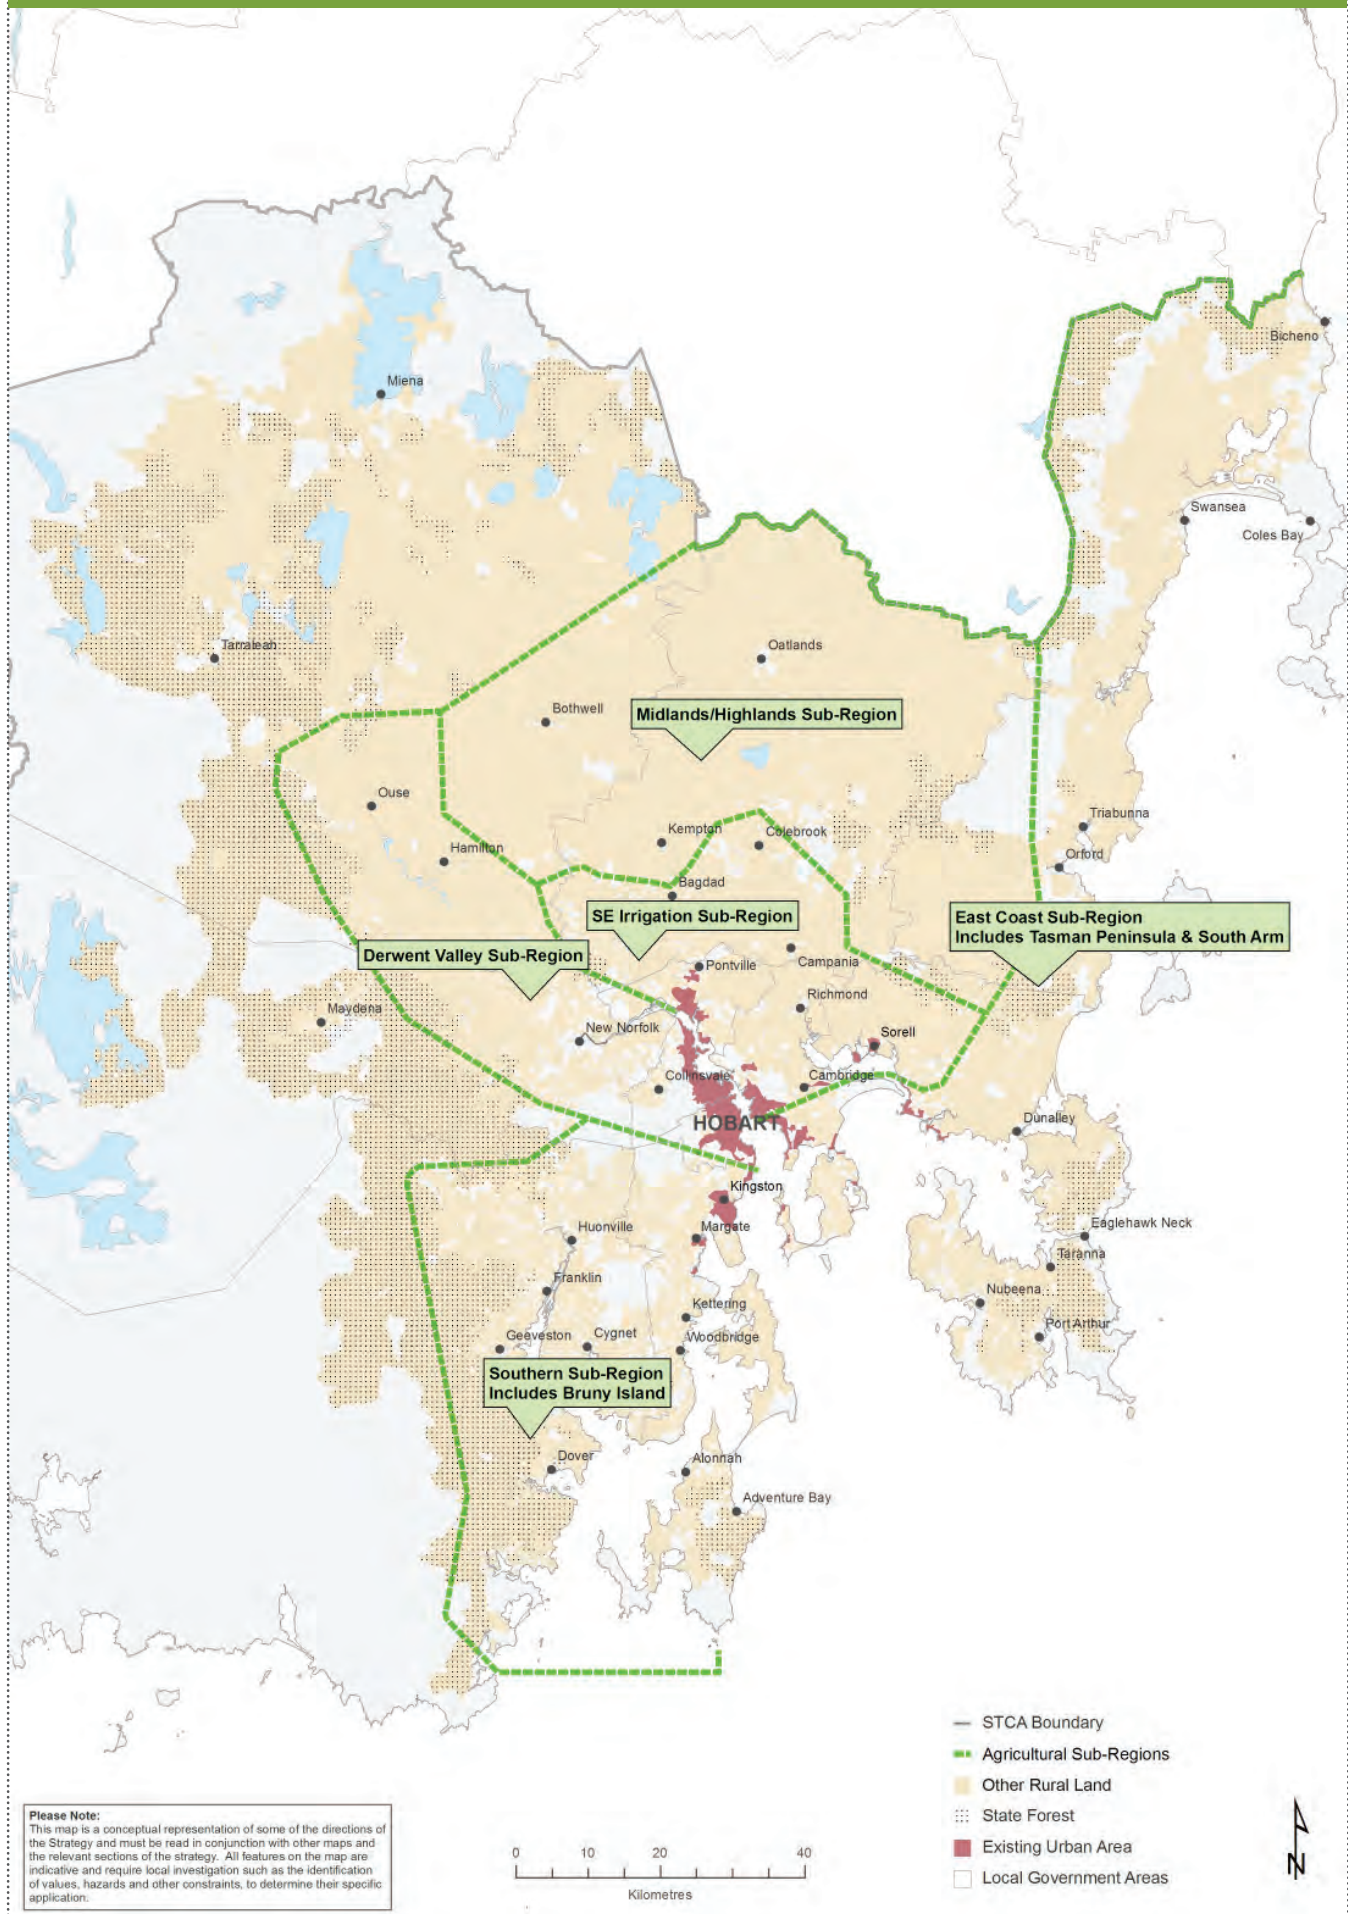 Bicheno
Miena
Swansea
Coles Bay
Tarraleah
Oatlands
Bothwell
Midlands/Highlands Sub-Region
Ouse
Triabunna
Kempton
Colebrook
Hamilton
Orford
Bagdad
SE Irrigation Sub-Region
East Coast Sub-Region
Includes Tasman Peninsula & South Arm
Derwent Valley Sub-Region
Campania
Pontville
Richmond
Maydena
New Norfolk
Sorell
Collinsvale
Cambridge
HOBART
Dunalley
Kingston
Huonville
Margate
Eaglehawk Neck
Taranna
Franklin
Nubeena
Kettering
Port Arthur
Geeveston
Cygnet
Woodbridge
Southern Sub-Region
Includes Bruny Island
Dover
Alonnah
Adventure Bay
STCA Boundary
Agricultural Sub-Regions
Other Rural Land
State Forest
Existing Urban Area
Local Government Areas
N
Please Note:
This map is a conceptual representation of some of the directions of
the Strategy and must be read in conjunction with other maps and
the relevant sections of the strategy. All features on the map are
indicative and require local investigation such as the identification
of values, hazards and other constraints, to determine their specific
application.
0 10 20 40
Kilometres